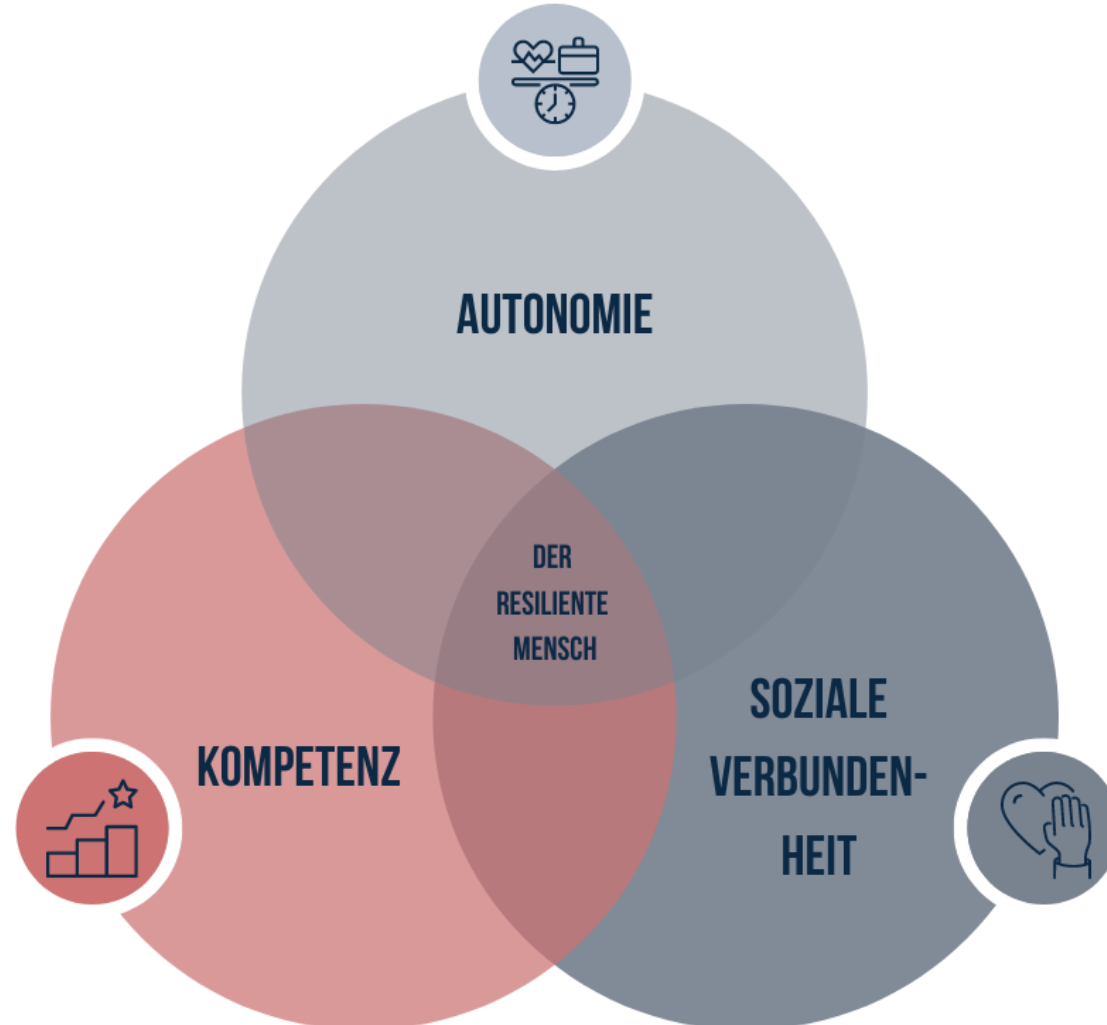 AUTONOMIE
DER
RESILIENTE
MENSCH
KOMPETENZ
SOZIALE
VERBUNDEN-
HEIT